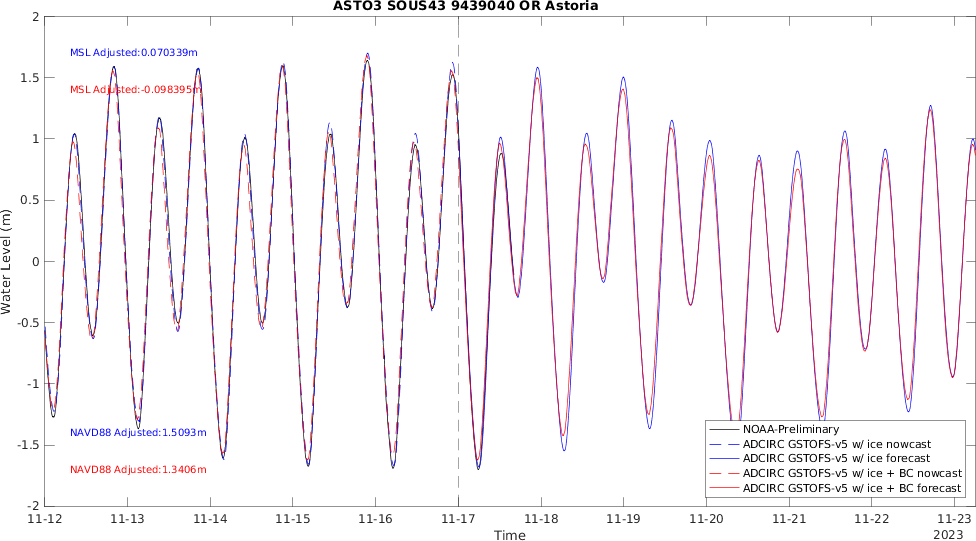 ASTO3 SOUS43 9439040 OR Astoria
2
1.5
1
0.5
0
-0.5
-1
-1.5
-2
Water Level (m)
MSL Adjusted:0.070339m
MSL Adjusted:-0.098395m
NAVD88 Adjusted:1.5093m
NAVD88 Adjusted:1.3406m
NOAA-Preliminary
ADCIRC GSTOFS-v5 w/ ice nowcast
ADCIRC GSTOFS-v5 w/ ice forecast
ADCIRC GSTOFS-v5 w/ ice + BC nowcast
ADCIRC GSTOFS-v5 w/ ice + BC forecast
11-12 11-13 11-14 11-15 11-16 11-17 11-18 11-19 11-20 11-21 11-22 11-23
Time
2023